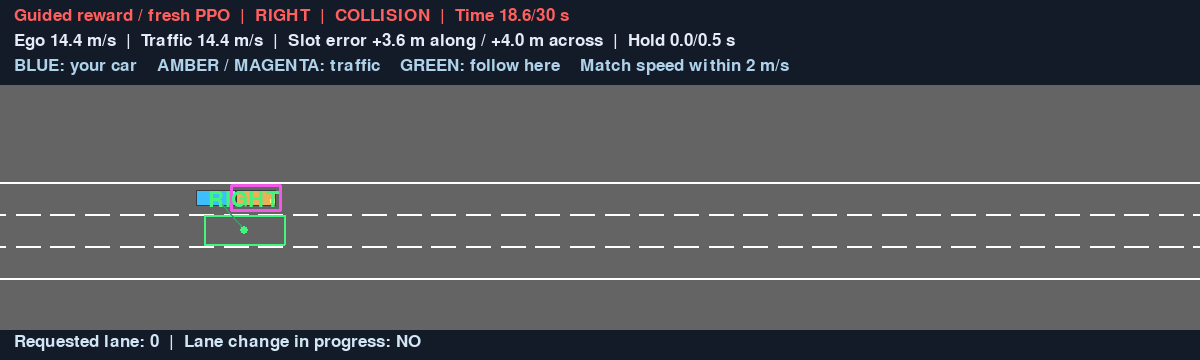 Guided reward / fresh PPO | RIGHT | COLLISION | Time 18.6/30 s
Ego 14.4 m/s | Traffic 14.4 m/s | Slot error +3.6 m along / +4.0 m across | Hold 0.0/0.5 s
BLUE: your car AMBER / MAGENTA: traffic GREEN: follow here Match speed within 2 m/s
RIGHT
Requested lane: 0 | Lane change in progress: NO